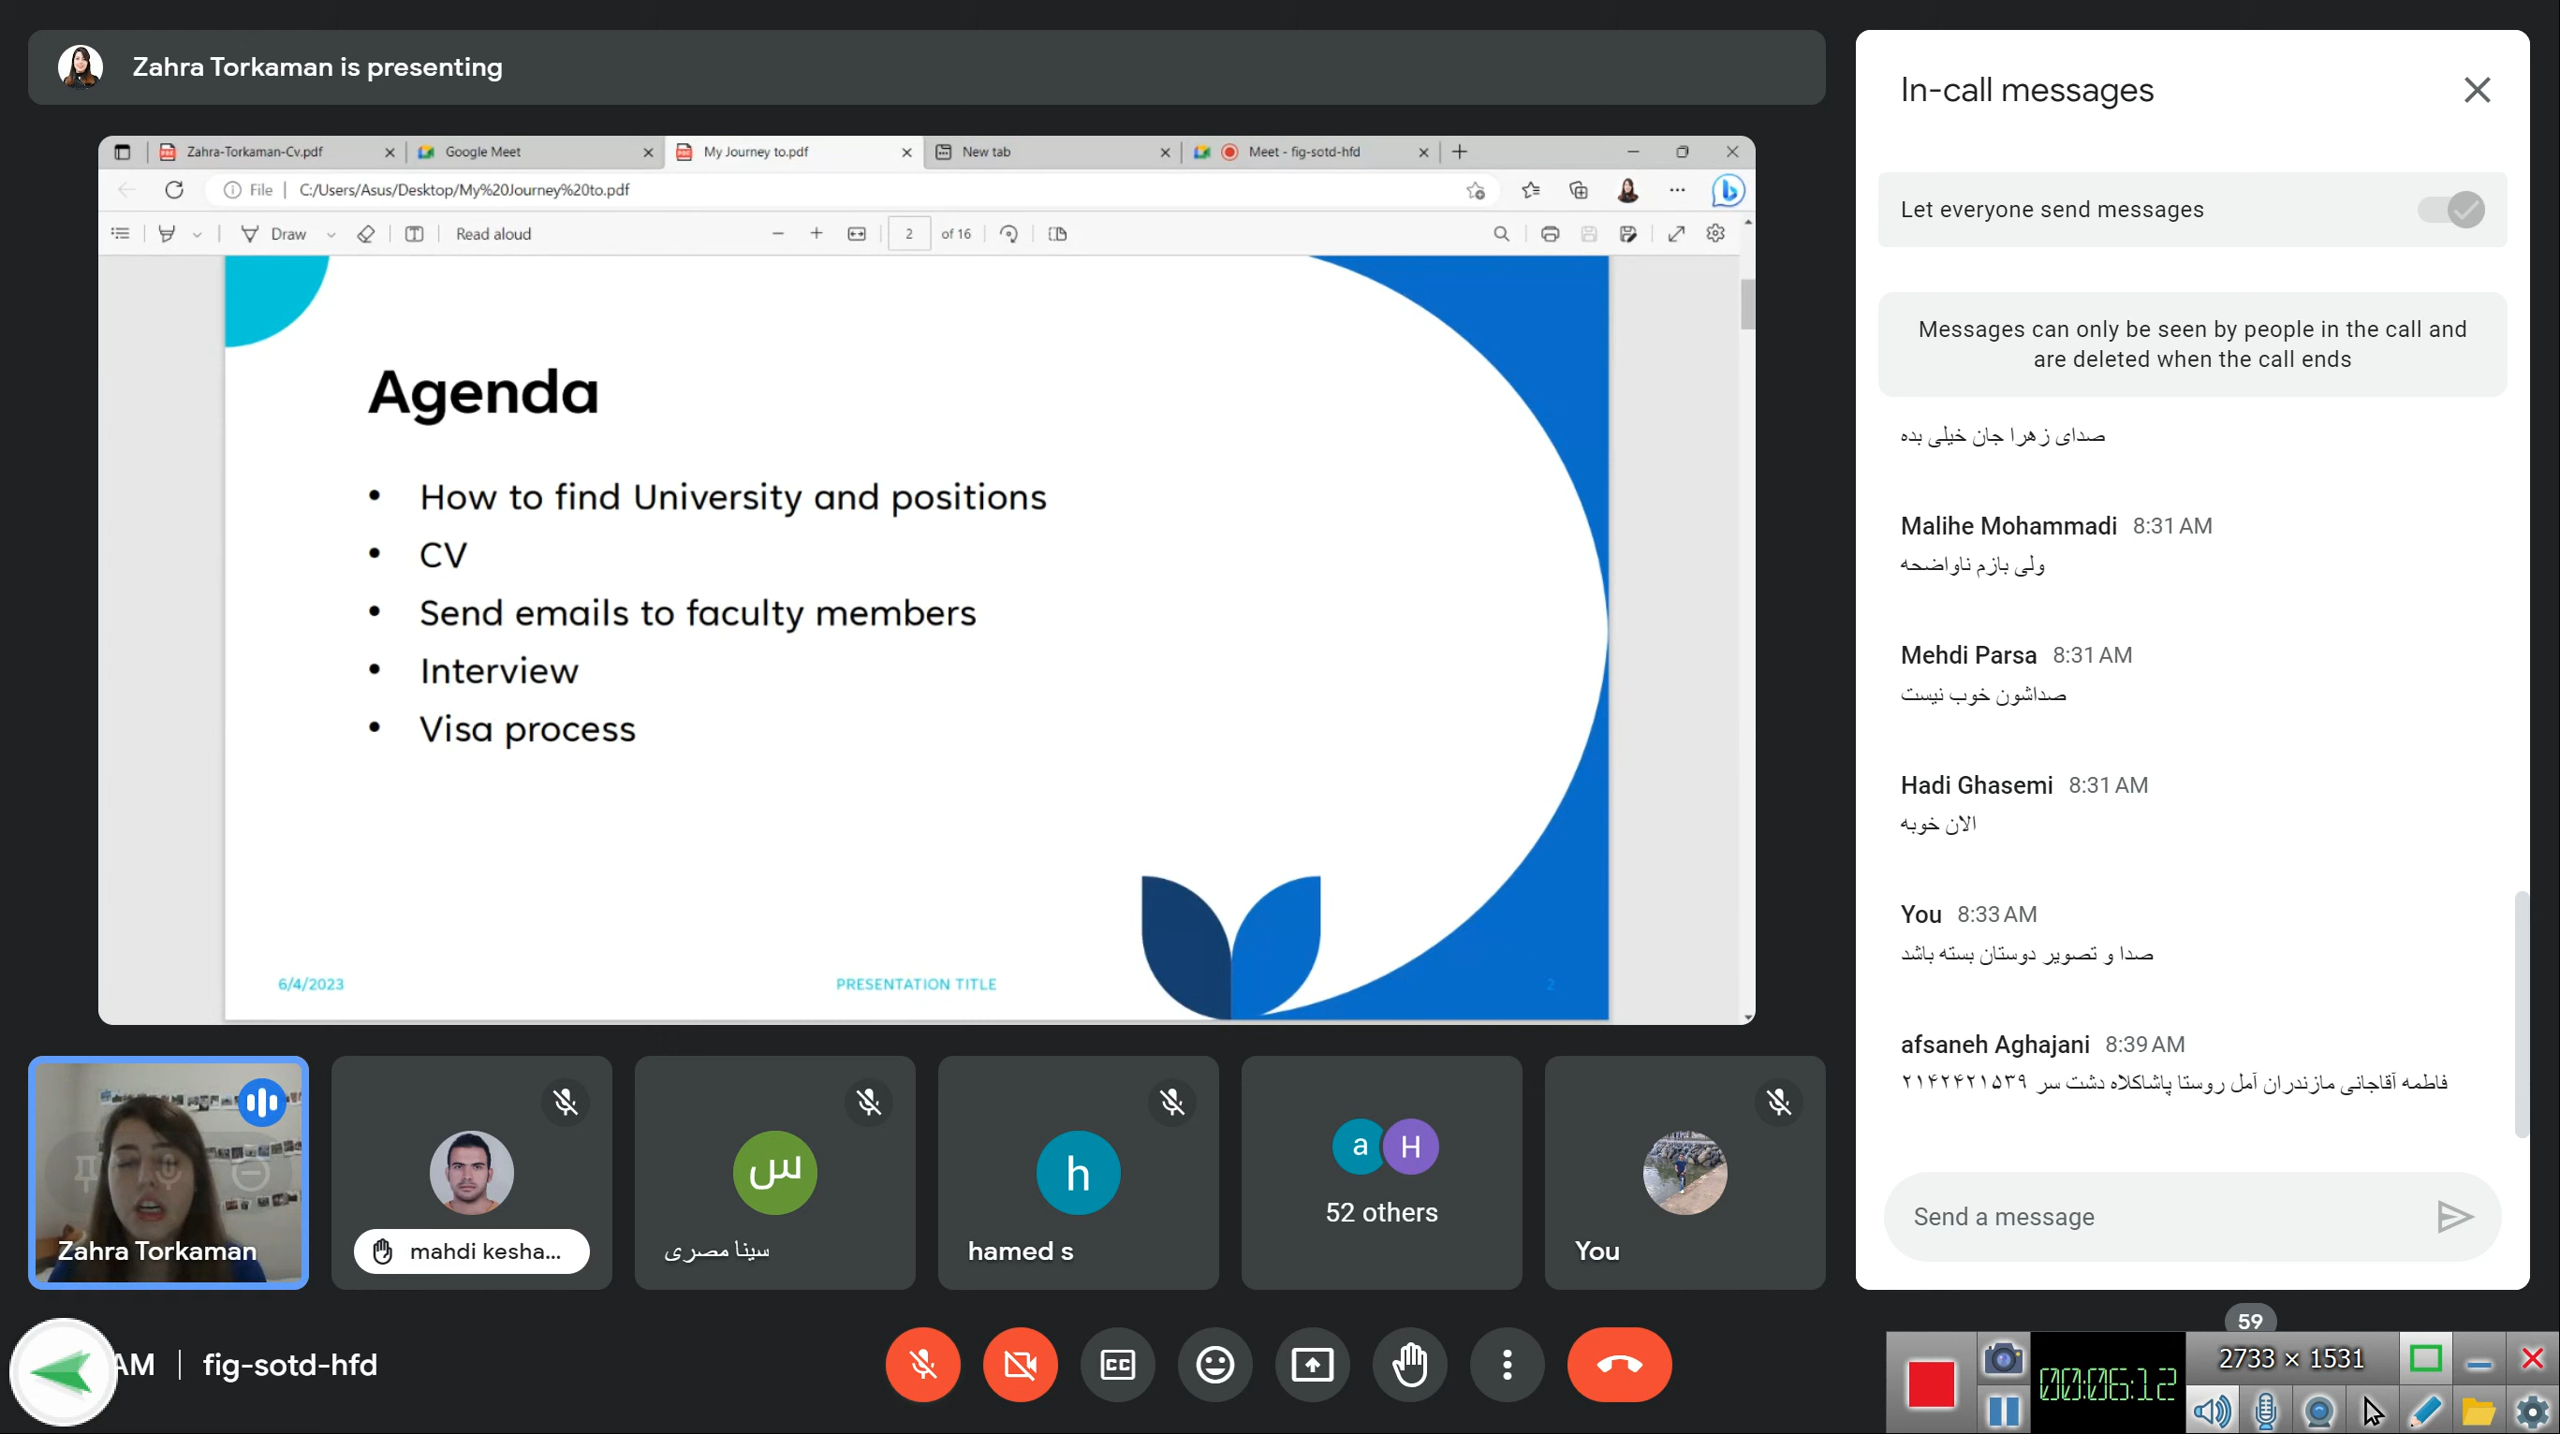 Zahra Torkaman is presenting
Zahra-Torkaman-Cv.pdf
Google Meet
My Journey to.pdf
New tab
Meet - fig-sotd-hfd
File
C:/Users/Asus/Desktop/My%20Journey%20to.pdf
Draw
Read aloud
2 of 16
Agenda
• How to find University and positions
• CV
• Send emails to faculty members
• Interview
• Visa process
6/4/2023
PRESENTATION TITLE
2
Zahra Torkaman
mahdi kesha...
س
سینا مصری
h
hamed s
a H
52 others
You
AM | fig-sotd-hfd
CC
In-call messages
Let everyone send messages
Messages can only be seen by people in the call and
are deleted when the call ends
صدای زهرا جان خیلی بده
Malihe Mohammadi 8:31 AM
ولی بازم ناواضحه
Mehdi Parsa 8:31 AM
صداشون خوب نیست
Hadi Ghasemi 8:31 AM
الان خوبه
You 8:33 AM
صدا و تصویر دوستان بسته باشد
afsaneh Aghajani 8:39 AM
فاطمه آقاجانی مازندران آمل روستا پاشاکلاه دشت سر ۲۱۴۲۴۲۱۵۳۹
Send a message
59
00:06:12
2733 × 1531